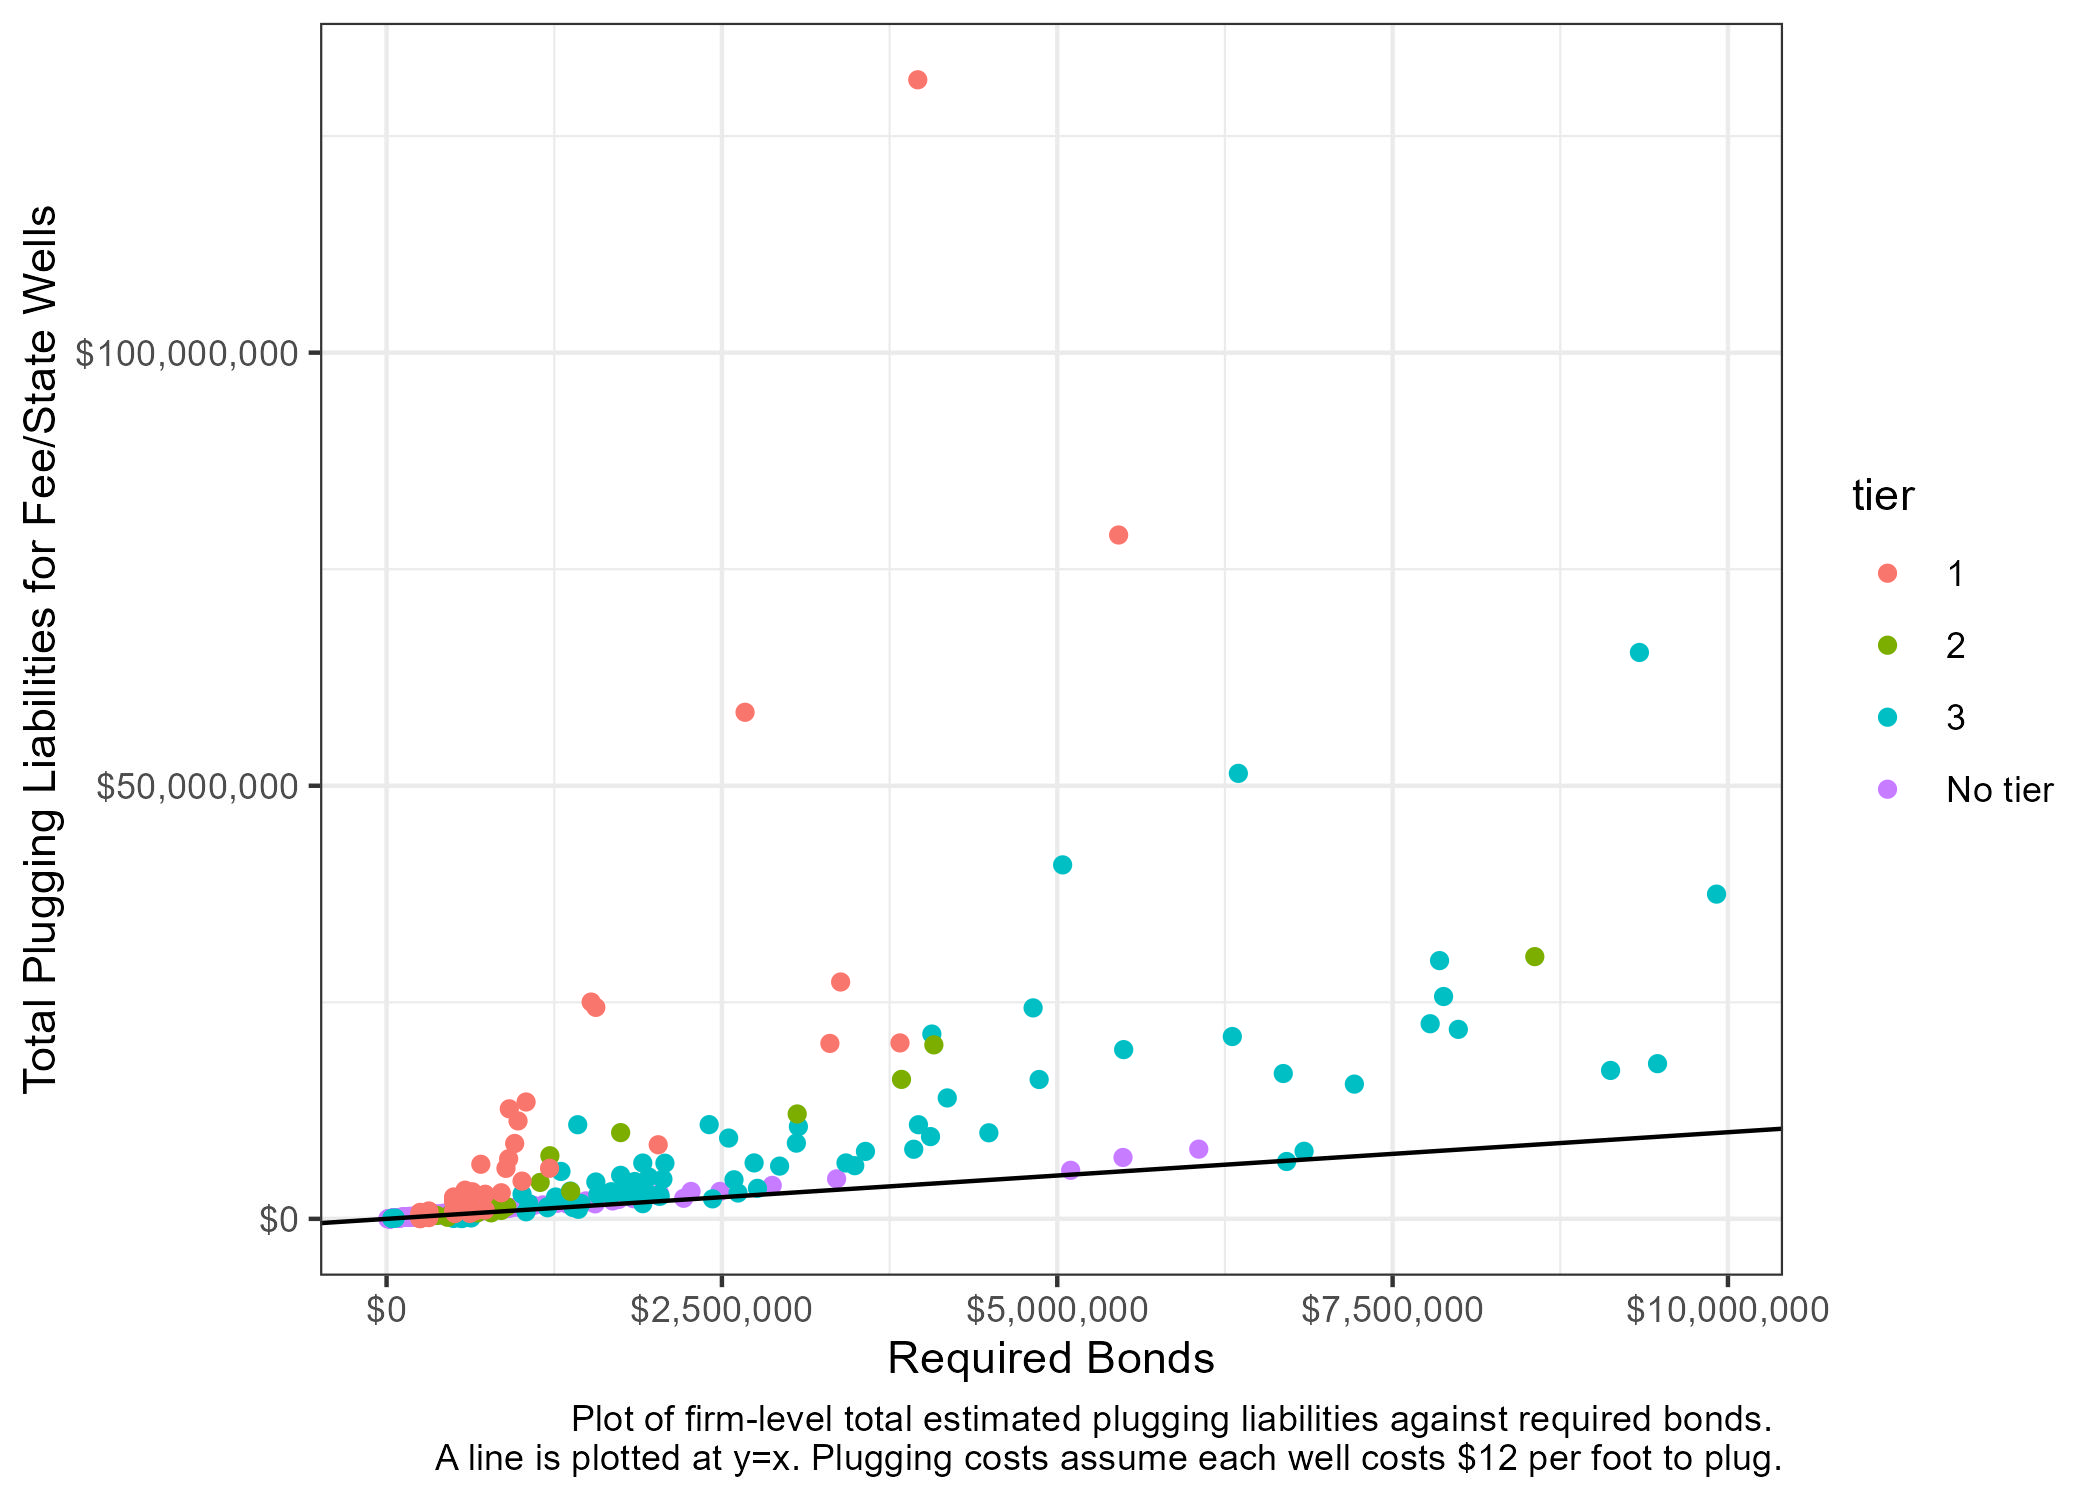 Total Plugging Liabilities for Fee/State Wells
$100,000,000
$50,000,000
$0
$0
$2,500,000
$5,000,000
$7,500,000
$10,000,000
Required Bonds
tier
1
2
3
No tier
Plot of firm-level total estimated plugging liabilities against required bonds.
A line is plotted at y=x. Plugging costs assume each well costs $12 per foot to plug.